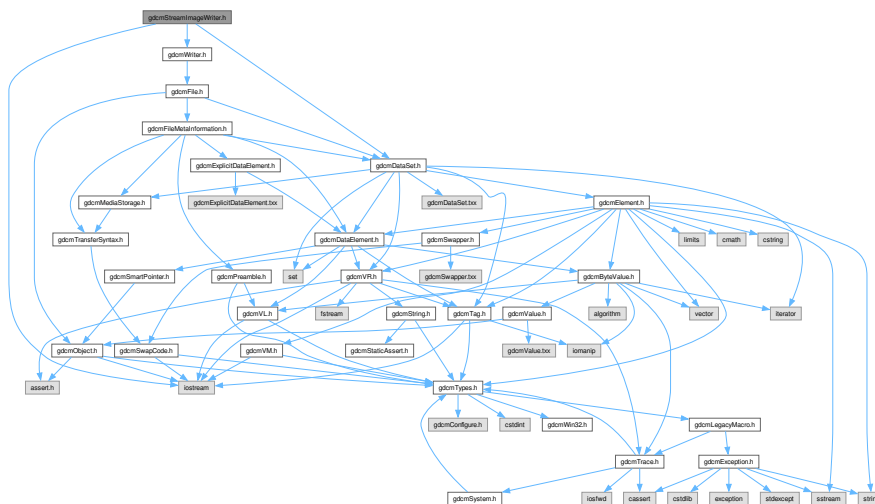 gdcmStreamImageWriter.h
gdcmWriter.h
gdcmFile.h
gdcmFileMetaInformation.h
gdcmExplicitDataElement.h
gdcmDataSet.h
gdcmMediaStorage.h
gdcmExplicitDataElement.txx
gdcmDataSet.txx
gdcmElement.h
gdcmTransferSyntax.h
gdcmDataElement.h
gdcmSwapper.h
limits
cmath
cstring
gdcmSmartPointer.h
gdcmPreamble.h
set
gdcmVR.h
gdcmSwapper.txx
gdcmByteValue.h
gdcmVL.h
fstream
gdcmString.h
gdcmTag.h
gdcmValue.h
algorithm
vector
iterator
gdcmObject.h
gdcmSwapCode.h
gdcmVM.h
gdcmStaticAssert.h
gdcmValue.txx
iomanip
assert.h
iostream
gdcmTypes.h
gdcmConfigure.h
cstdint
gdcmWin32.h
gdcmLegacyMacro.h
gdcmTrace.h
gdcmException.h
gdcmSystem.h
iosfwd
cassert
cstdlib
exception
stdexcept
sstream